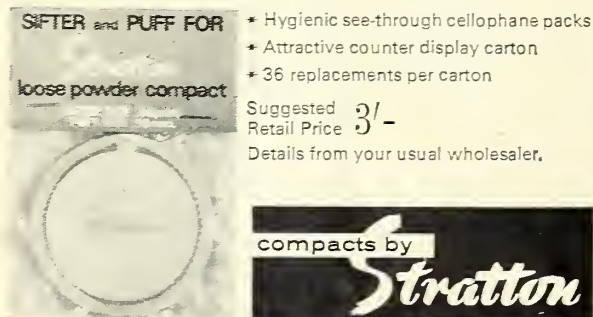 SIFTER and PUFF FOR
loose powder compact
* Hygienic see-through cellophane packs
* Attractive counter display carton
* 36 replacements per carton
Suggested
Retail Price 3/-
Details from your usual wholesaler.
compacts by
Stratton